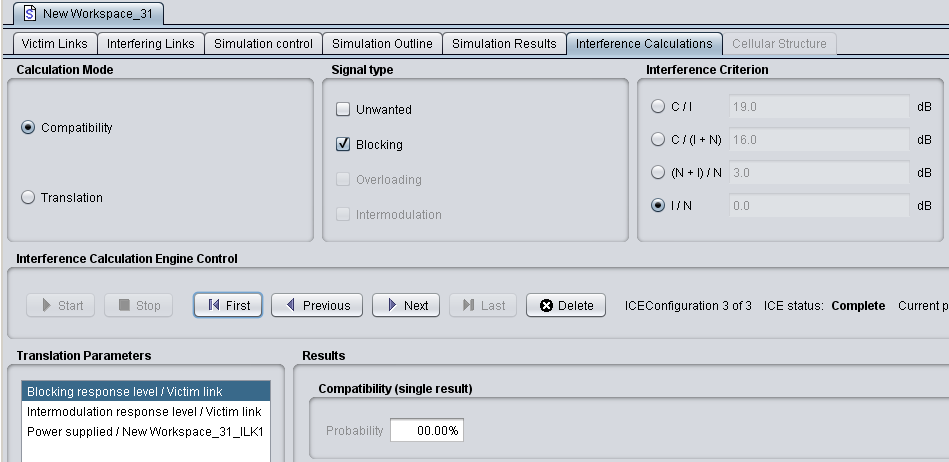 New Workspace_31
Victim Links Interfering Links Simulation control Simulation Outline Simulation Results Interference Calculations Cellular Structure
Calculation Mode Signal type Interference Criterion
Unwanted C / I 19.0 dB
Compatibility Blocking C / (I + N) 16.0 dB
Overloading (N + I) / N 3.0 dB
Translation Intermodulation I / N 0.0 dB
Interference Calculation Engine Control
Start Stop First Previous Next Last Delete ICEConfiguration 3 of 3 ICE status: Complete Current p
Translation Parameters Results
Blocking response level / Victim link Compatibility (single result)
Intermodulation response level / Victim link
Power supplied / New Workspace_31_ILK1 Probability 00.00%